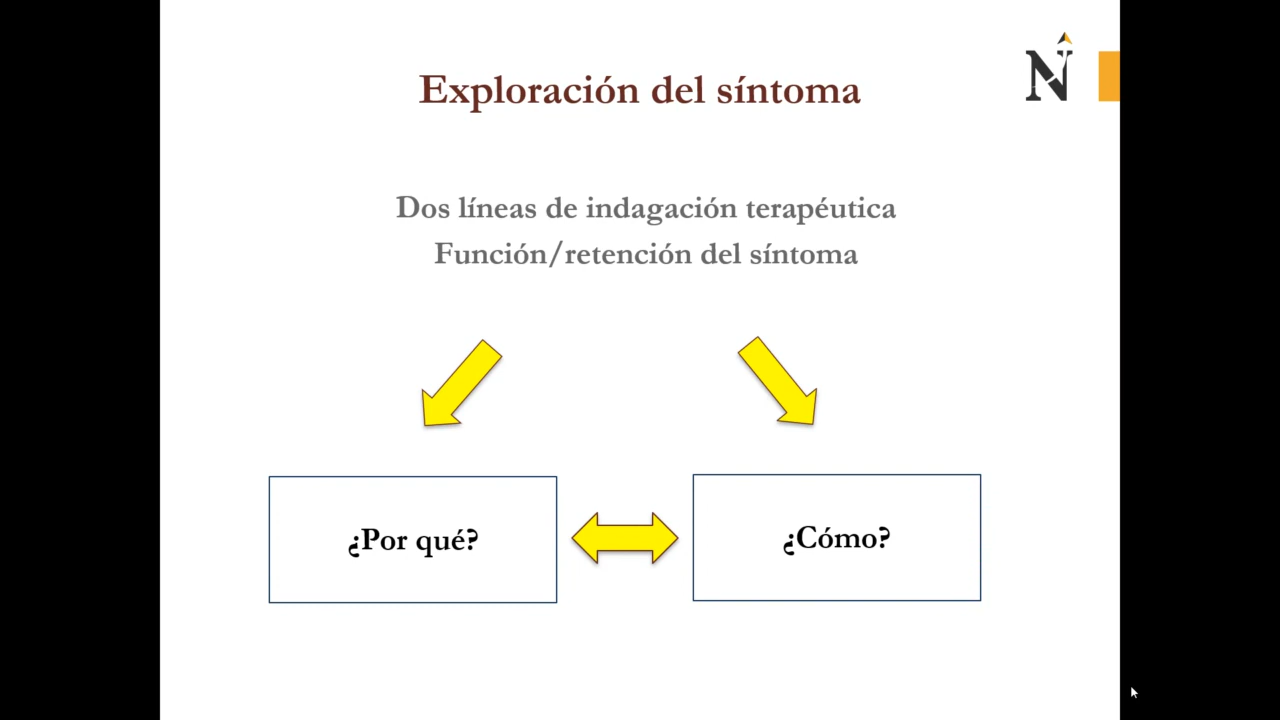 Exploración del síntoma
Dos líneas de indagación terapéutica
Función/retención del síntoma
¿Por qué?
¿Cómo?
N